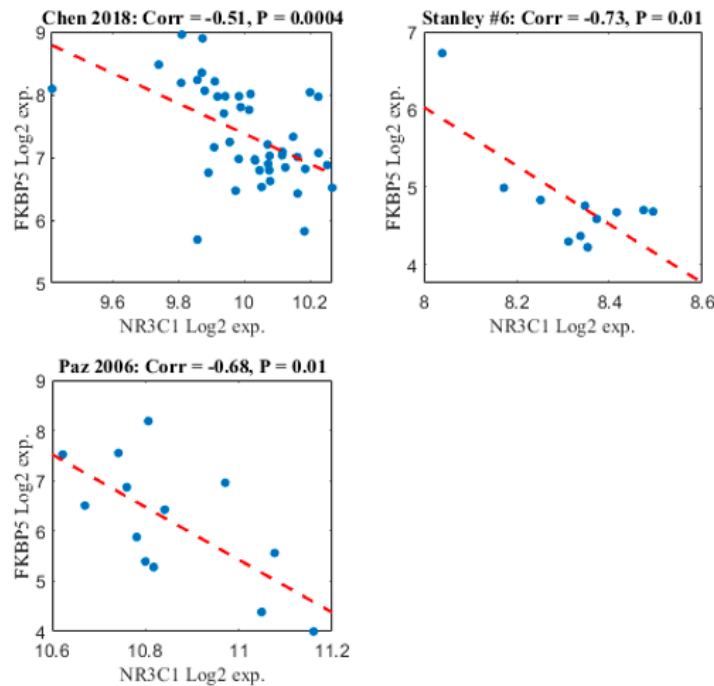 Chen 2018: Corr = -0.51, P = 0.0004
9
8
7
6
5
FKBP5 Log2 exp.
9.6 9.8 10 10.2
NR3C1 Log2 exp.
Stanley #6: Corr = -0.73, P = 0.01
7
6
5
4
FKBP5 Log2 exp.
8 8.2 8.4 8.6
NR3C1 Log2 exp.
Paz 2006: Corr = -0.68, P = 0.01
9
8
7
6
5
4
FKBP5 Log2 exp.
10.6 10.8 11 11.2
NR3C1 Log2 exp.